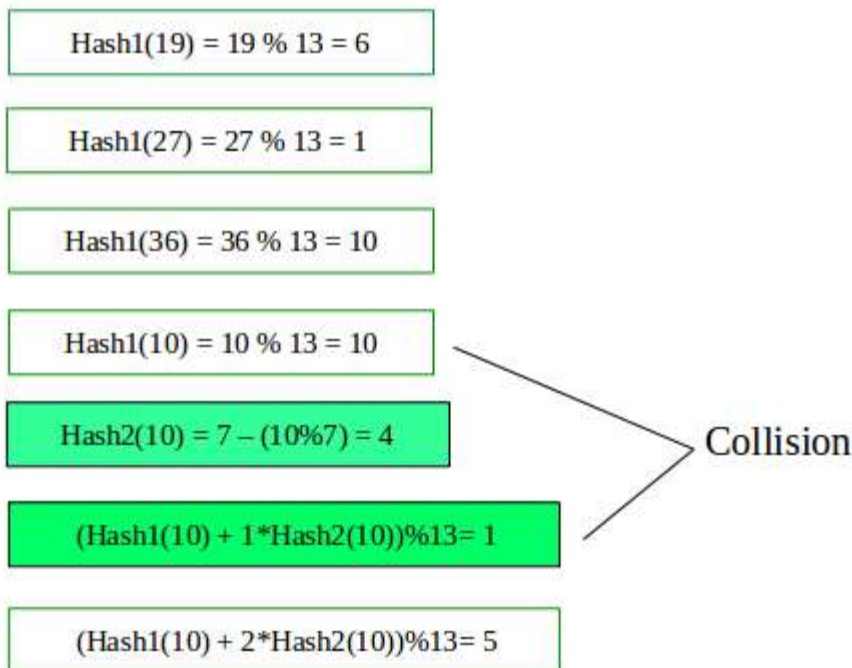 Hash1(19) = 19 % 13 = 6
Hash1(27) = 27 % 13 = 1
Hash1(36) = 36 % 13 = 10
Hash1(10) = 10 % 13 = 10
Hash2(10) = 7 – (10%7) = 4
Collision
(Hash1(10) + 1*Hash2(10))%13= 1
(Hash1(10) + 2*Hash2(10))%13= 5